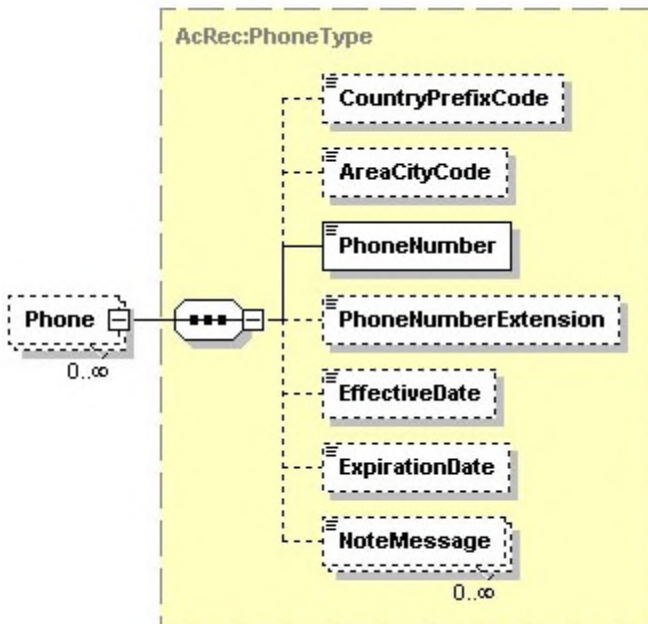 AcRec:PhoneType
CountryPrefixCode
AreaCityCode
PhoneNumber
Phone
PhoneNumberExtension
0..∞
EffectiveDate
ExpirationDate
NoteMessage
0..∞